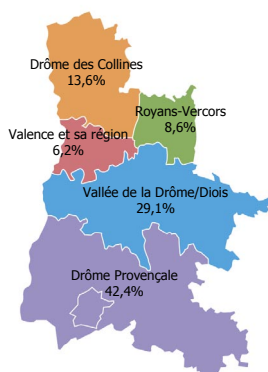 Drôme des Collines
13,6%
Royans-Vercors
8,6%
Valence et sa région
6,2%
Vallée de la Drôme/Diois
29,1%
Drôme Provençale
42,4%